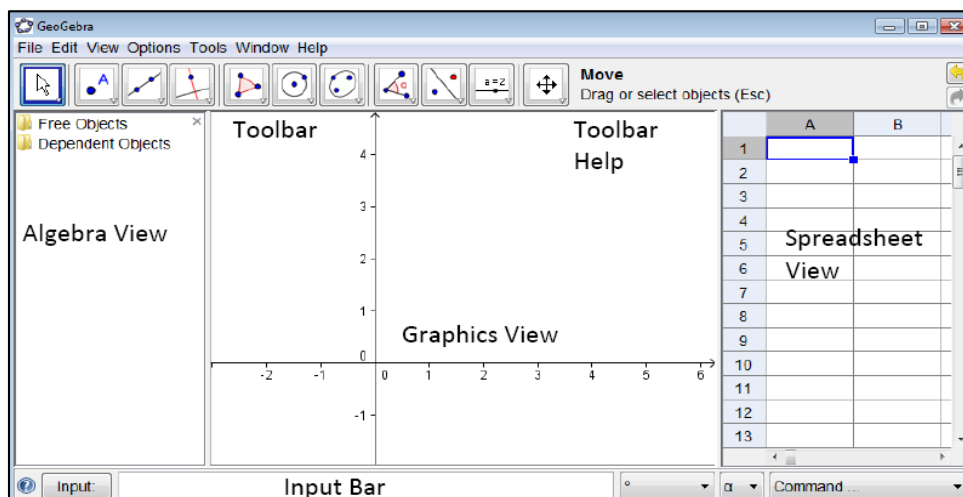 GeoGebra
File Edit View Options Tools Window Help
A
α
a=2
Move
Drag or select objects (Esc)
Free Objects
Dependent Objects
Toolbar
Toolbar
Help
Algebra View
Graphics View
4
3
2
1
0
-1
-2 -1 0 1 2 3 4 5 6
A B
1
2
3
4
5
6
7
8
9
10
11
12
13
Spreadsheet
View
Input:
Input Bar
° α Command ...